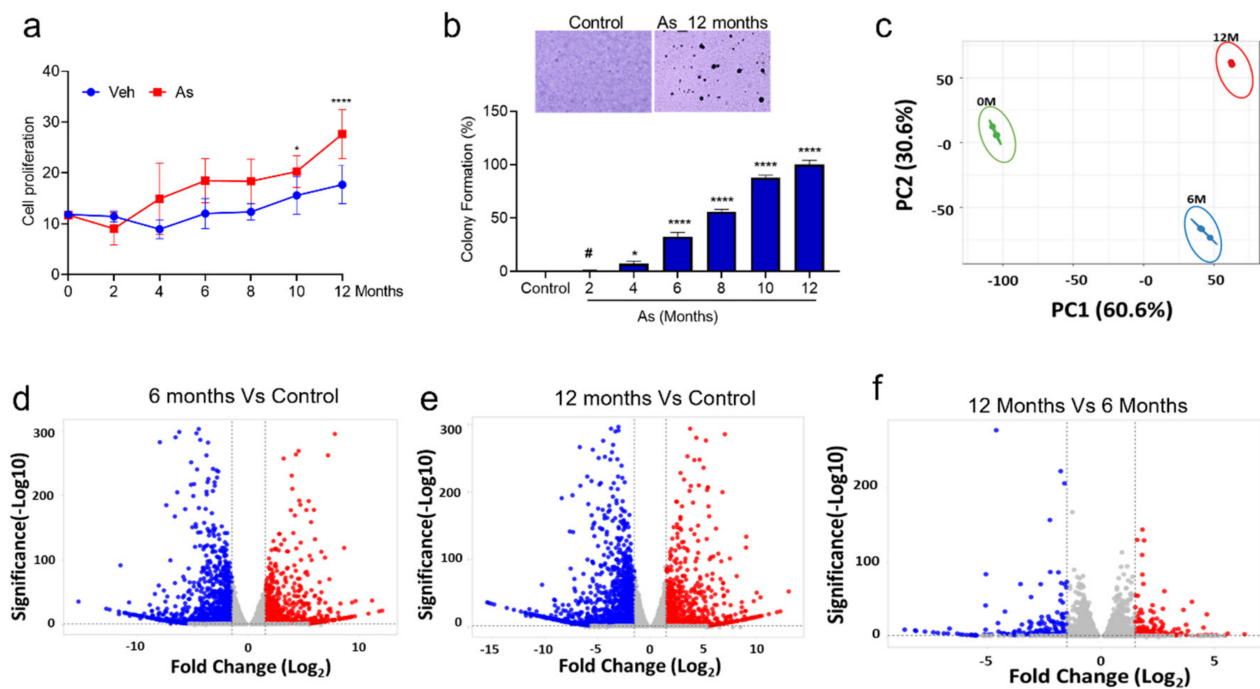 a
Veh As
Cell proliferation
40
30
20
10
0
****
*
0 2 4 6 8 10 12 Months
b
Control As_12 months
Colony Formation (%)
150
100
50
0
# * **** **** **** ****
Control 2 4 6 8 10 12
As (Months)
c
12M
0M
6M
PC2 (30.6%)
50
-0
-50
-100 -50 -0 50
PC1 (60.6%)
d
6 months Vs Control
Significance(-Log10)
300
200
100
0
-10 0 10
Fold Change (Log2)
e
12 months Vs Control
Significance(-Log10)
300
200
100
0
-15 -10 -5 0 5 10
Fold Change (Log2)
f
12 Months Vs 6 Months
Significance(-Log10)
200
100
0
-5 0 5
Fold Change (Log2)